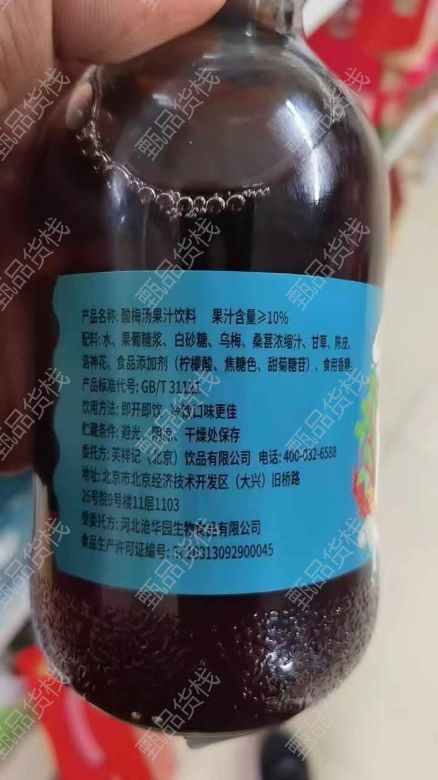 产品名称: 酸梅汤果汁饮料 果汁含量≥10%
配料: 水、果葡糖浆、白砂糖、乌梅、桑葚浓缩汁、甘草、陈皮、
洛神花、食品添加剂（柠檬酸、焦糖色、甜菊糖苷）、食用香精
产品标准代号: GB/T 31121
饮用方法: 即开即饮 冷饮口味更佳
贮藏条件: 避光、阴凉、干燥处保存
委托方: 芙祥记（北京）饮品有限公司 电话: 400-032-6588
地址: 北京市北京经济技术开发区（大兴）旧桥路
25号院9号楼11层1103
受委托方: 河北沧华园生物食品有限公司
食品生产许可证编号: SC10313092900045
甄品货栈